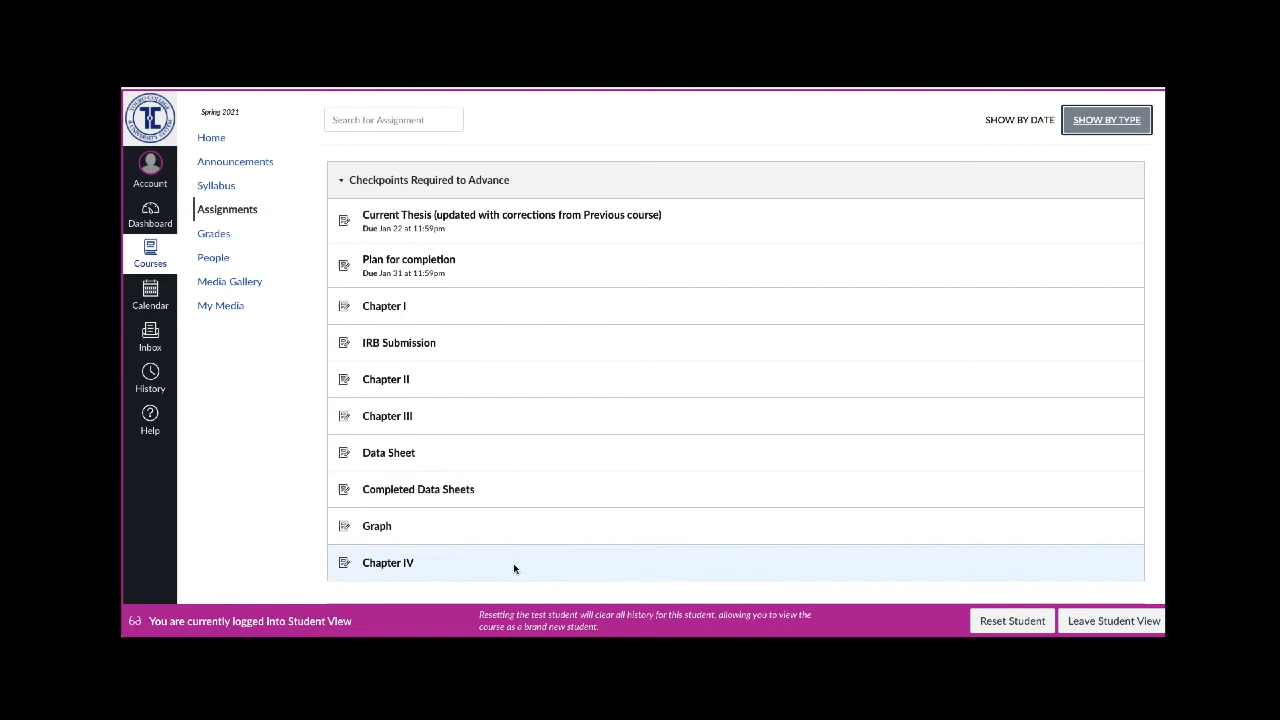 TOURO COLLEGE
& UNIVERSITY SYSTEM
Account
Dashboard
Courses
Calendar
Inbox
History
Help
Spring 2021
Home
Announcements
Syllabus
Assignments
Grades
People
Media Gallery
My Media
Search for Assignment
SHOW BY DATE
SHOW BY TYPE
Checkpoints Required to Advance
Current Thesis (updated with corrections from Previous course)
Due Jan 22 at 11:59pm
Plan for completion
Due Jan 31 at 11:59pm
Chapter I
IRB Submission
Chapter II
Chapter III
Data Sheet
Completed Data Sheets
Graph
Chapter IV
You are currently logged into Student View
Resetting the test student will clear all history for this student, allowing you to view the
course as a brand new student.
Reset Student
Leave Student View